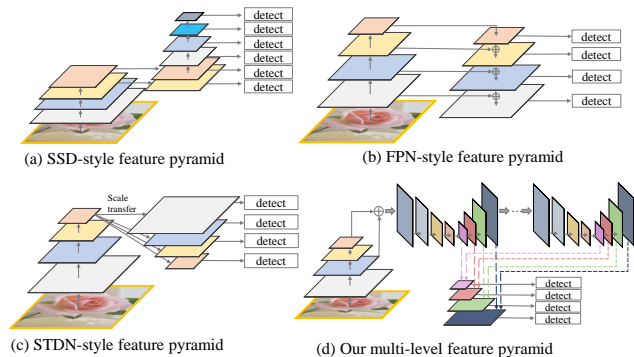 detect
detect
detect
detect
detect
detect
(a) SSD-style feature pyramid
detect
detect
detect
detect
(b) FPN-style feature pyramid
Scale
transfer
detect
detect
detect
detect
(c) STDN-style feature pyramid
...
detect
detect
detect
detect
(d) Our multi-level feature pyramid